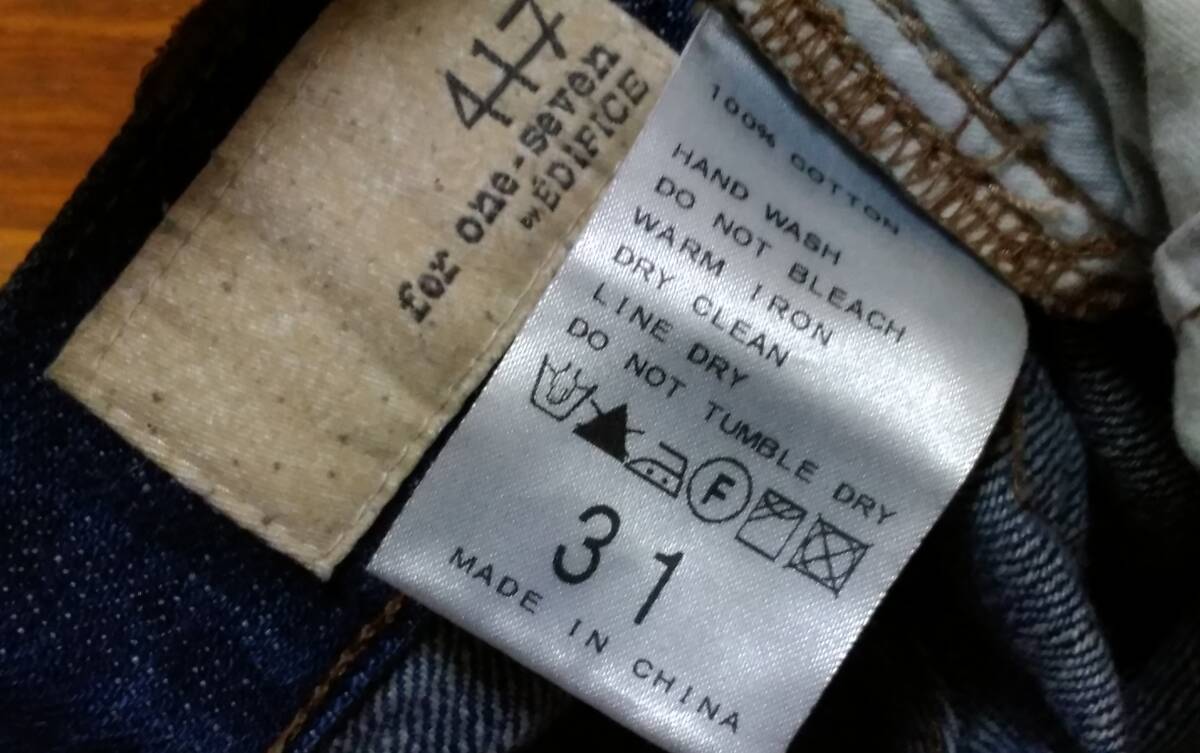 417
for one-seven
by ÉDIFICE
100% COTTON
HAND WASH
DO NOT BLEACH
WARM IRON
DRY CLEAN
LINE DRY
DO NOT TUMBLE DRY
F
31
MADE IN CHINA